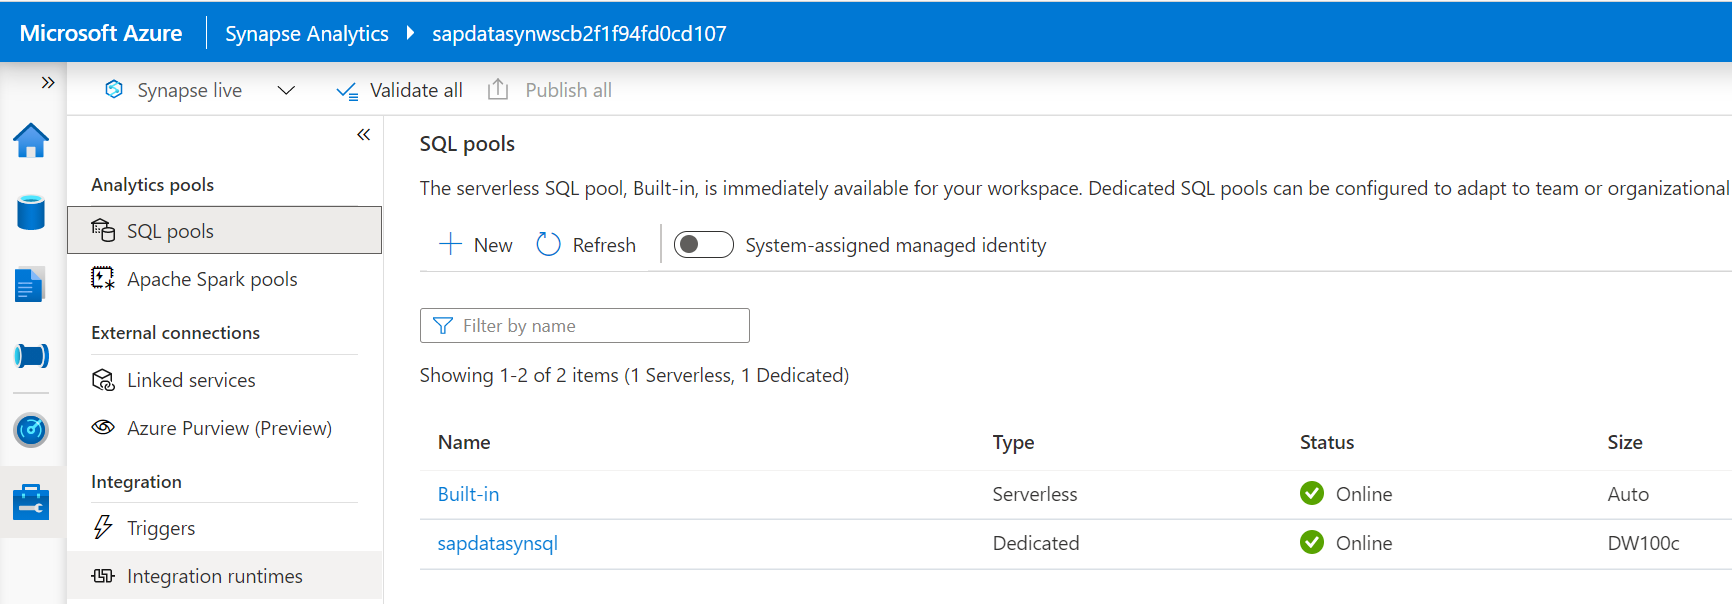 Microsoft Azure Synapse Analytics sapdatasynwscb2f1f94fd0cd107
Synapse live Validate all Publish all
Analytics pools
SQL pools
Apache Spark pools
External connections
Linked services
Azure Purview (Preview)
Integration
Triggers
Integration runtimes
SQL pools
The serverless SQL pool, Built-in, is immediately available for your workspace. Dedicated SQL pools can be configured to adapt to team or organizational
New Refresh System-assigned managed identity
Filter by name
Showing 1-2 of 2 items (1 Serverless, 1 Dedicated)
Name Type Status Size
Built-in Serverless Online Auto
sapdatasynsql Dedicated Online DW100c